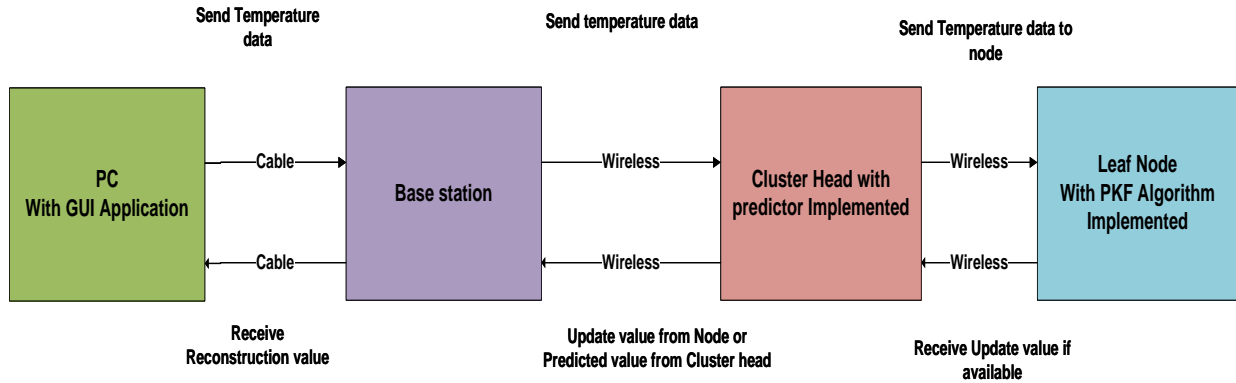 Send Temperature
data
Send temperature data
Send Temperature data to
node
PC
With GUI Application
Cable
Cable
Base station
Wireless
Wireless
Cluster Head with
predictor Implemented
Wireless
Wireless
Leaf Node
With PKF Algorithm
Implemented
Receive
Reconstruction value
Update value from Node or
Predicted value from Cluster head
Receive Update value if
available